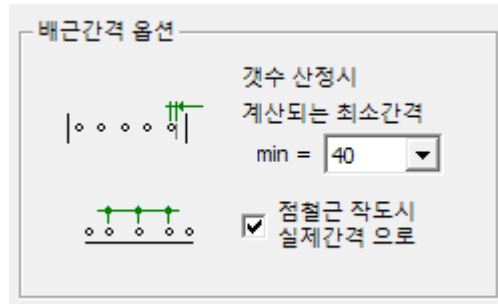 배근간격 옵션
갯수 산정시
계산되는 최소간격
min = 40
점철근 작도시
실제간격 으로